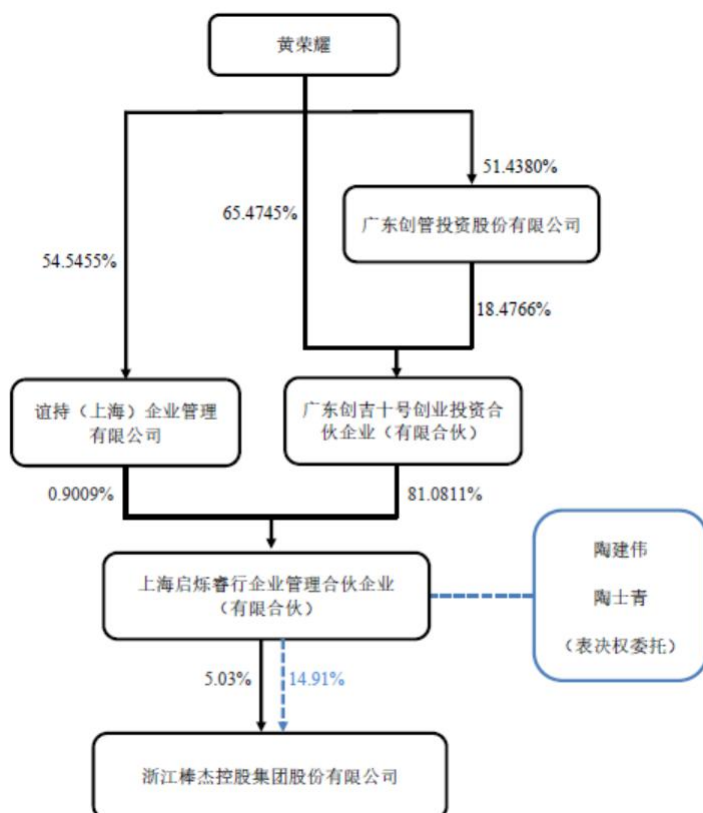 黄荣耀
51.4380%
65.4745%
广东创管投资股份有限公司
54.5455%
18.4766%
谊持（上海）企业管理
有限公司
广东创吉十号创业投资合
伙企业（有限合伙）
0.9009%
81.0811%
上海启烁睿行企业管理合伙企业
（有限合伙）
陶建伟
陶士青
（表决权委托）
5.03%
14.91%
浙江棒杰控股集团股份有限公司